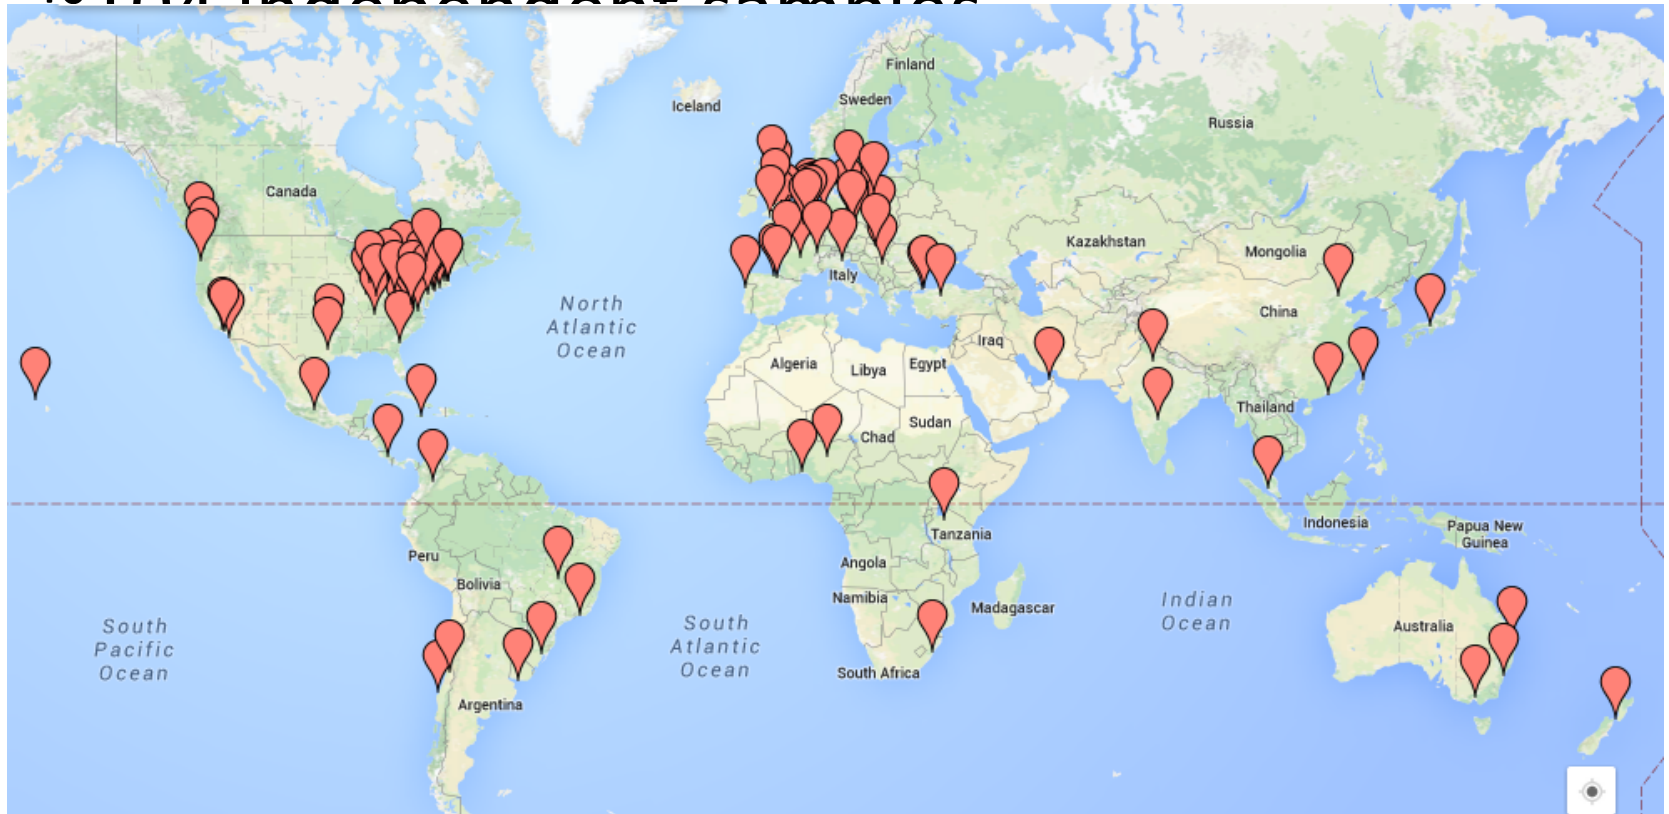 independent samples
Finland
Sweden
Iceland
Russia
Canada
Kazakhstan
Mongolia
Italy
North
Atlantic
Ocean
China
Iraq
Algeria
Libya
Egypt
Thailand
Sudan
Chad
Indonesia
Papua New
Guinea
Tanzania
Peru
Angola
Bolivia
Namibia
Madagascar
Indian
Ocean
South
Pacific
Ocean
South
Atlantic
Ocean
Australia
South Africa
Argentina